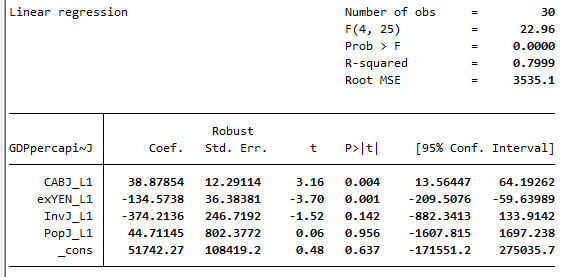 Linear regression Number of obs = 30
F(4, 25) = 22.96
Prob > F = 0.0000
R-squared = 0.7999
Root MSE = 3535.1
Robust
GDPpercapi~J Coef. Std. Err. t P>|t| [95% Conf. Interval]
CABJ_L1 38.87854 12.29114 3.16 0.004 13.56447 64.19262
exYEN_L1 -134.5738 36.38381 -3.70 0.001 -209.5076 -59.63989
InvJ_L1 -374.2136 246.7192 -1.52 0.142 -882.3413 133.9142
PopJ_L1 44.71145 802.3772 0.06 0.956 -1607.815 1697.238
_cons 51742.27 108419.2 0.48 0.637 -171551.2 275035.7